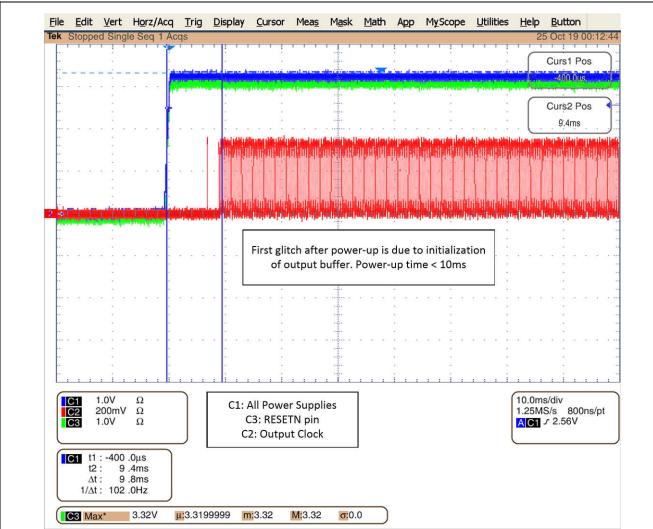 File Edit Vert Horz/Acq Trig Display Cursor Meas Mask Math App MyScope Utilities Help Button
Tek Stopped Single Seq 1 Acqs 25 Oct 19 00:12:44
Curs1 Pos
-400.0µs
Curs2 Pos
9.4ms
2
First glitch after power-up is due to initialization
of output buffer. Power-up time < 10ms
C1 1.0V Ω
C2 200mV Ω
C3 1.0V Ω
C1: All Power Supplies
C3: RESETN pin
C2: Output Clock
10.0ms/div
1.25MS/s 800ns/pt
A C1 2.56V
C1 t1 : -400 .0µs
t2 : 9 .4ms
Δt : 9 .8ms
1/Δt : 102 .0Hz
C3 Max* 3.32V µ:3.3199999 m:3.32 M:3.32 σ:0.0